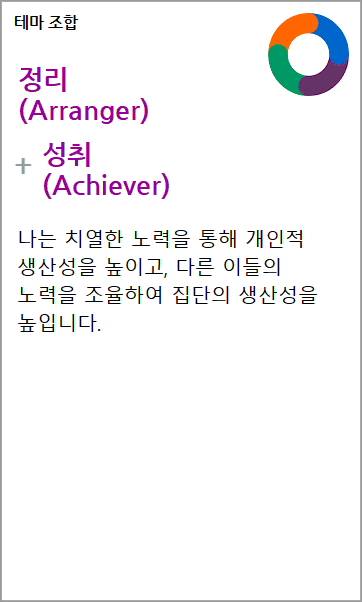 테마 조합
정리
(Arranger)
+ 성취
(Achiever)
나는 치열한 노력을 통해 개인적
생산성을 높이고, 다른 이들의
노력을 조율하여 집단의 생산성을
높입니다.